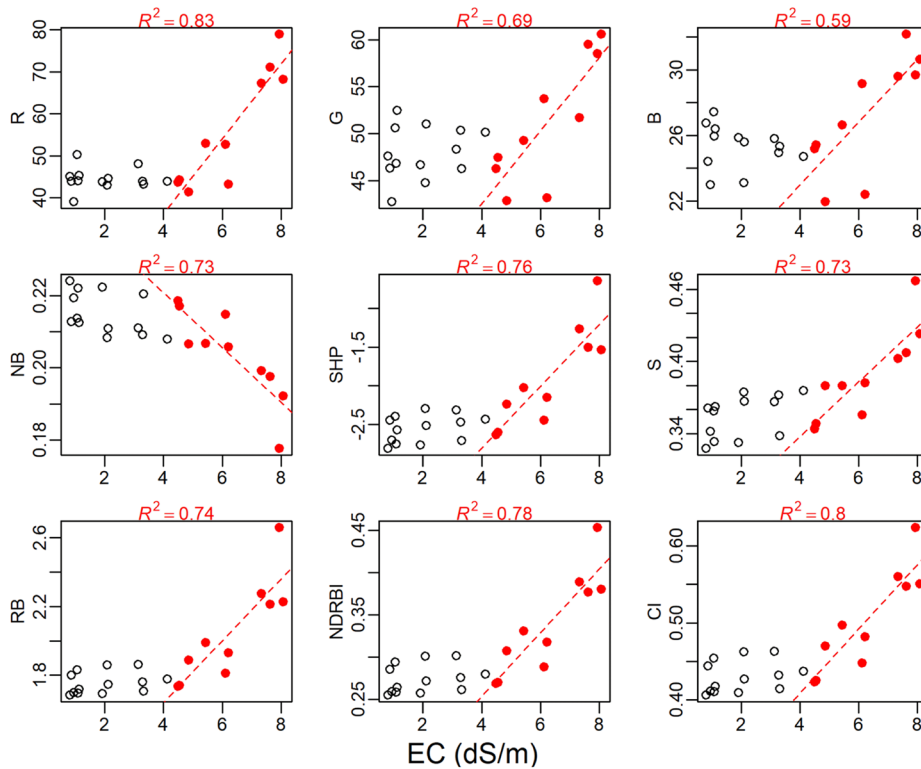 R² = 0.83
80
70
60
50
40
R
2 4 6 8
R² = 0.69
60
55
50
45
G
2 4 6 8
R² = 0.59
30
26
22
B
2 4 6 8
R² = 0.73
0.22
0.20
0.18
NB
2 4 6 8
R² = 0.76
-1.5
-2.5
SHP
2 4 6 8
R² = 0.73
0.46
0.40
0.34
S
2 4 6 8
R² = 0.74
2.6
2.2
1.8
RB
2 4 6 8
R² = 0.78
0.45
0.35
0.25
NDRBI
2 4 6 8
R² = 0.8
0.60
0.50
0.40
CI
2 4 6 8
EC (dS/m)